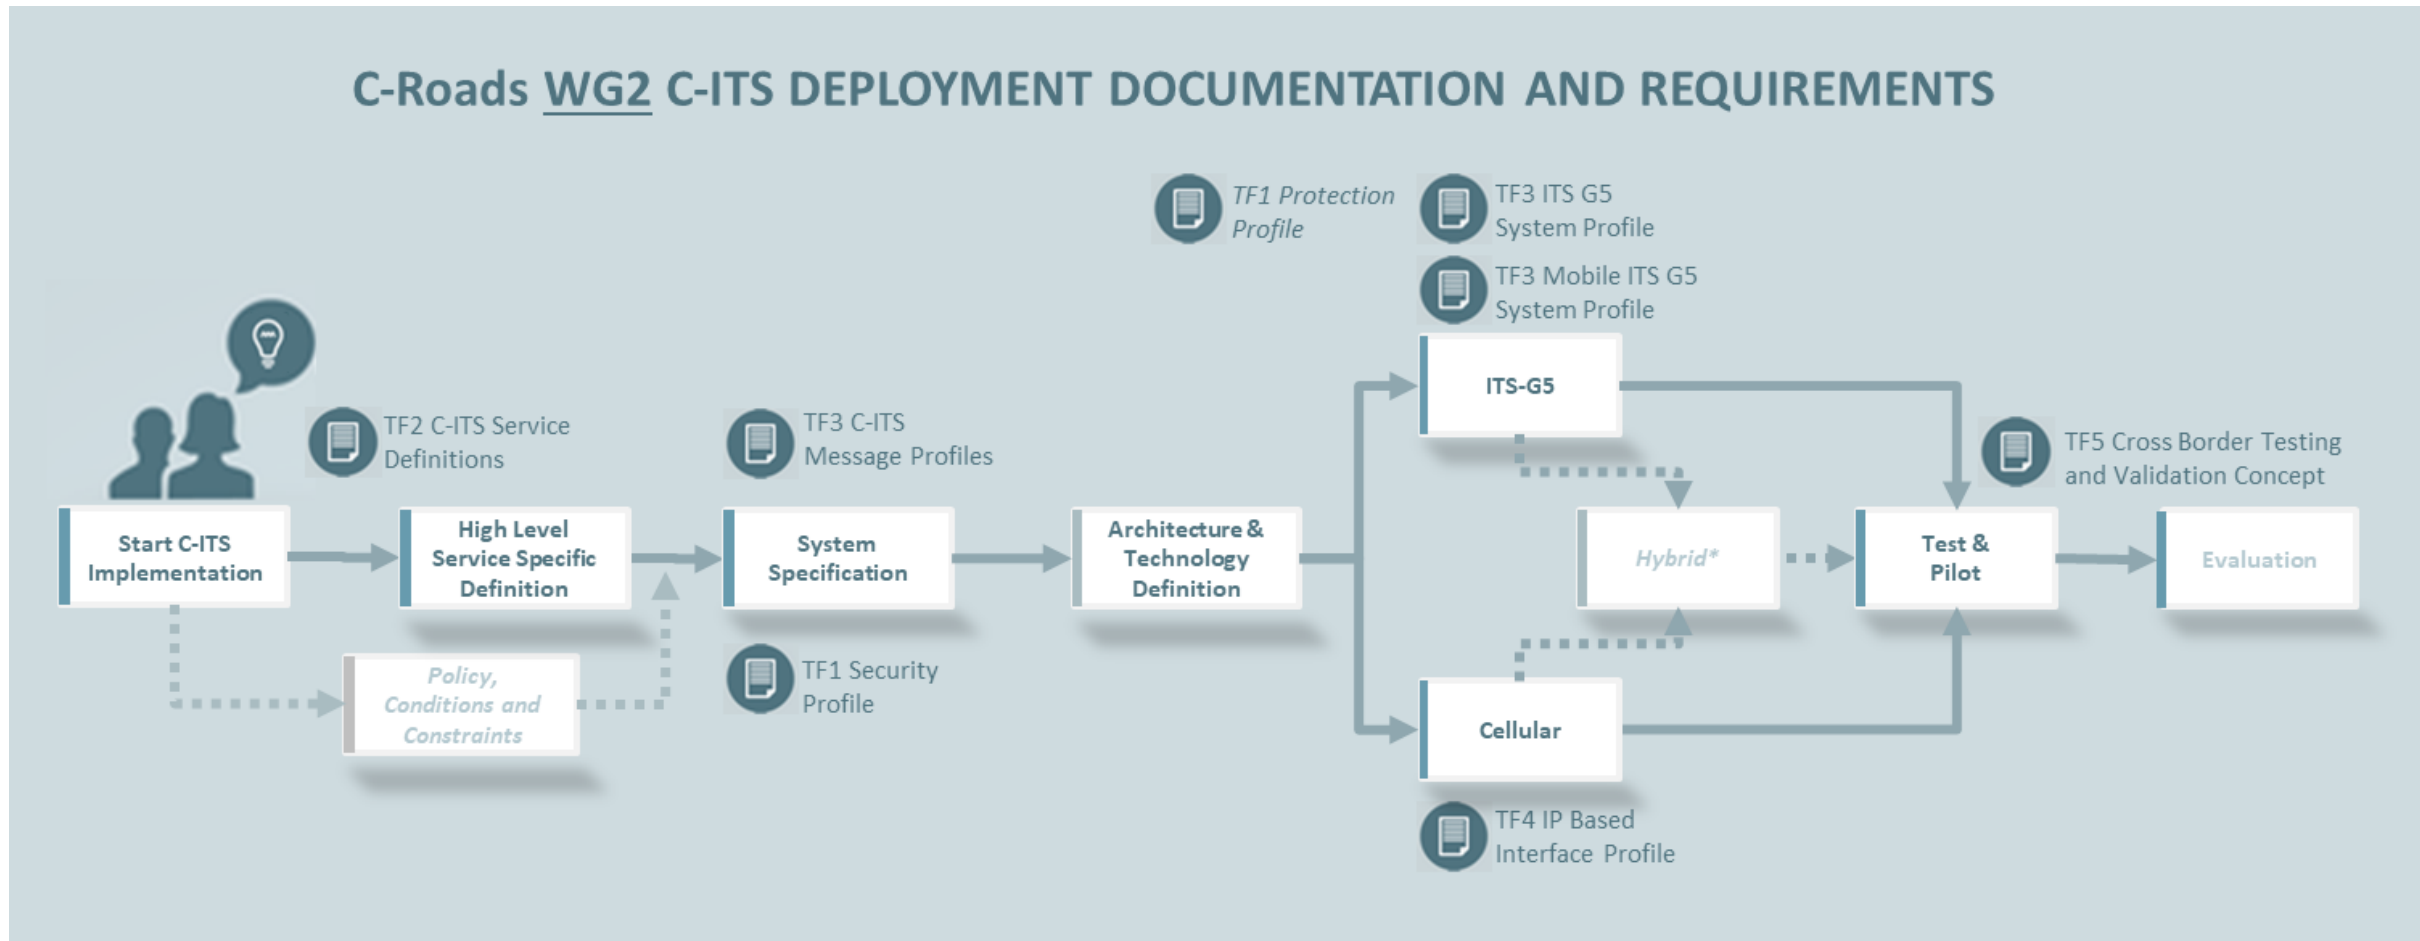 C-Roads WG2 C-ITS DEPLOYMENT DOCUMENTATION AND REQUIREMENTS
TF1 Protection
Profile
TF3 ITS G5
System Profile
TF3 Mobile ITS G5
System Profile
ITS-G5
TF2 C-ITS Service
Definitions
TF3 C-ITS
Message Profiles
TF5 Cross Border Testing
and Validation Concept
Start C-ITS
Implementation
High Level
Service Specific
Definition
System
Specification
Architecture &
Technology
Definition
Hybrid*
Test &
Pilot
Evaluation
Policy,
Conditions and
Constraints
TF1 Security
Profile
Cellular
TF4 IP Based
Interface Profile